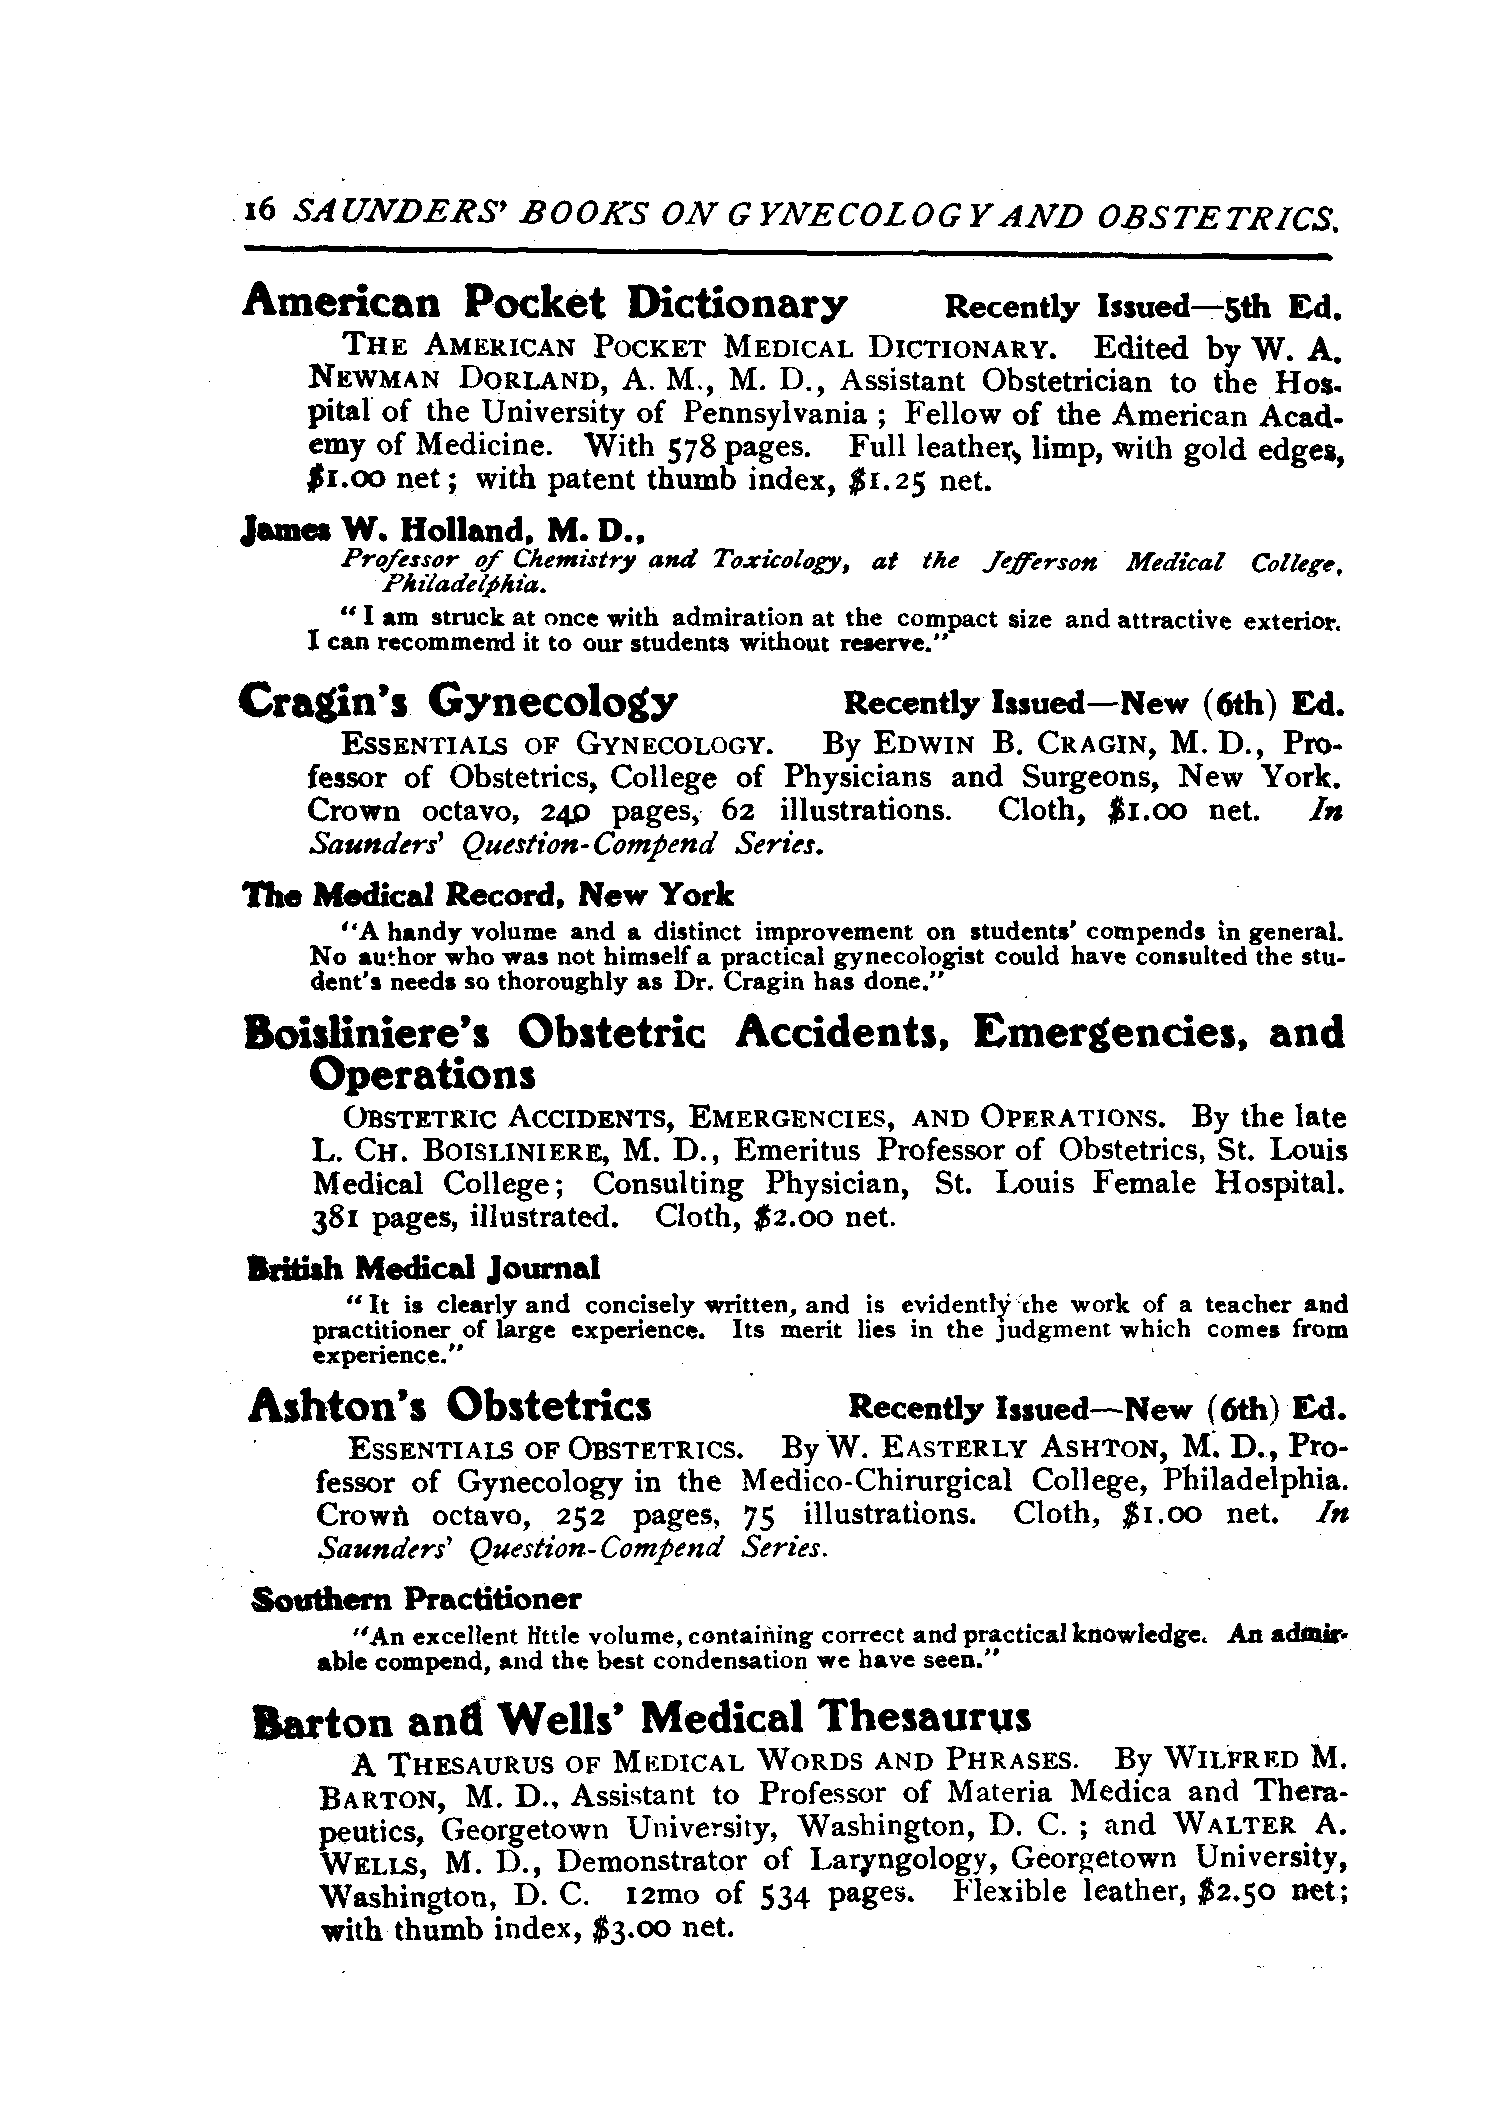 16 SAUNDERS' BOOKS ON GYNECOLOGY AND OBSTETRICS.
American Pocket Dictionary Recently Issued—5th Ed.
THE AMERICAN POCKET MEDICAL DICTIONARY. Edited by W. A.
NEWMAN DORLAND, A. M., M. D., Assistant Obstetrician to the Hos-
pital of the University of Pennsylvania ; Fellow of the American Acad-
emy of Medicine. With 578 pages. Full leather, limp, with gold edges,
$1.00 net ; with patent thumb index, $1.25 net.
James W. Holland, M. D.,
Professor of Chemistry and Toxicology, at the Jefferson Medical College,
Philadelphia.
"I am struck at once with admiration at the compact size and attractive exterior.
I can recommend it to our students without reserve."
Cragin's Gynecology Recently Issued—New (6th) Ed.
ESSENTIALS OF GYNECOLOGY. By EDWIN B. CRAGIN, M. D., Pro-
fessor of Obstetrics, College of Physicians and Surgeons, New York.
Crown octavo, 240 pages, 62 illustrations. Cloth, $1.00 net. In
Saunders' Question-Compend Series.
The Medical Record, New York
"A handy volume and a distinct improvement on students' compends in general.
No author who was not himself a practical gynecologist could have consulted the stu-
dent's needs so thoroughly as Dr. Cragin has done."
Boisliniere's Obstetric Accidents, Emergencies, and
Operations
OBSTETRIC ACCIDENTS, EMERGENCIES, AND OPERATIONS. By the late
L. CH. BOISLINIERE, M. D., Emeritus Professor of Obstetrics, St. Louis
Medical College; Consulting Physician, St. Louis Female Hospital.
381 pages, illustrated. Cloth, $2.00 net.
British Medical Journal
"It is clearly and concisely written, and is evidently the work of a teacher and
practitioner of large experience. Its merit lies in the judgment which comes from
experience."
Ashton's Obstetrics Recently Issued—New (6th) Ed.
ESSENTIALS OF OBSTETRICS. By W. EASTERLY ASHTON, M. D., Pro-
fessor of Gynecology in the Medico-Chirurgical College, Philadelphia.
Crown octavo, 252 pages, 75 illustrations. Cloth, $1.00 net. In
Saunders' Question-Compend Series.
Southern Practitioner
"An excellent little volume, containing correct and practical knowledge. An admir-
able compend, and the best condensation we have seen."
Barton and Wells' Medical Thesaurus
A THESAURUS OF MEDICAL WORDS AND PHRASES. By WILFRED M.
BARTON, M. D., Assistant to Professor of Materia Medica and Thera-
peutics, Georgetown University, Washington, D. C. ; and WALTER A.
WELLS, M. D., Demonstrator of Laryngology, Georgetown University,
Washington, D. C. 12mo of 534 pages. Flexible leather, $2.50 net;
with thumb index, $3.00 net.